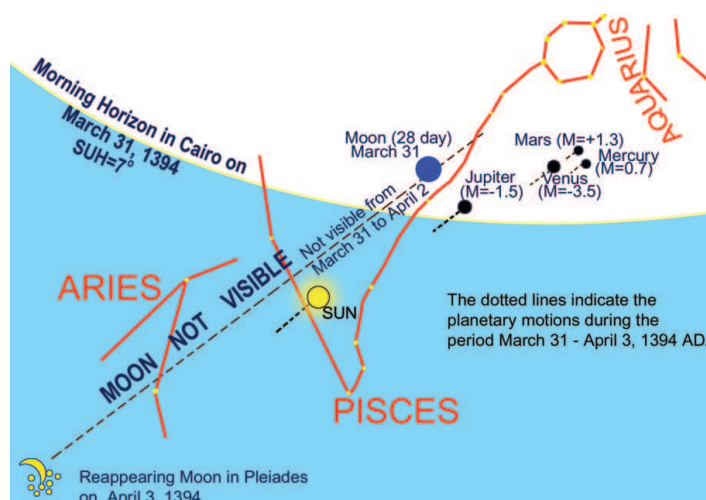 AQUARIUS
Morning Horizon in Cairo on
March 31, 1394
SUH=7°
Moon (28 day)
March 31
Mars (M=+1.3)
Mercury
(M=0.7)
Venus
(M=-3.5)
Jupiter
(M=-1.5)
Not visible from
March 31 to April 2
MOON NOT VISIBLE
ARIES
SUN
The dotted lines indicate the
planetary motions during the
period March 31 - April 3, 1394 AD.
PISCES
Reappearing Moon in Pleiades
on April 3, 1394